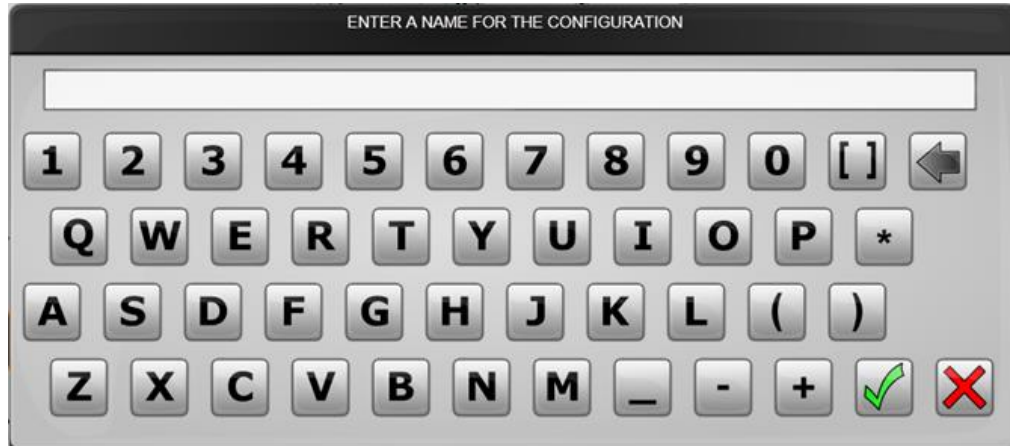 ENTER A NAME FOR THE CONFIGURATION
1 2 3 4 5 6 7 8 9 0 [ ]
Q W E R T Y U I O P *
A S D F G H J K L ( )
Z X C V B N M _ - +